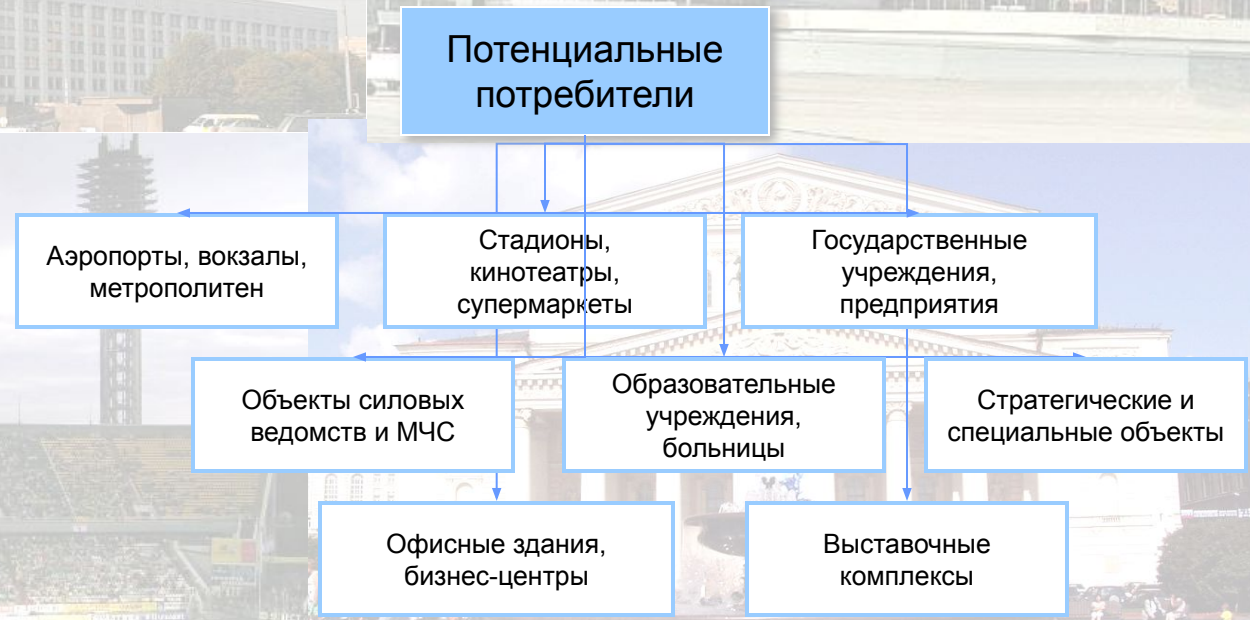 Потенциальные
потребители
Аэропорты, вокзалы,
метрополитен
Стадионы,
кинотеатры,
супермаркеты
Государственные
учреждения,
предприятия
Объекты силовых
ведомств и МЧС
Образовательные
учреждения,
больницы
Стратегические и
специальные объекты
Офисные здания,
бизнес-центры
Выставочные
комплексы